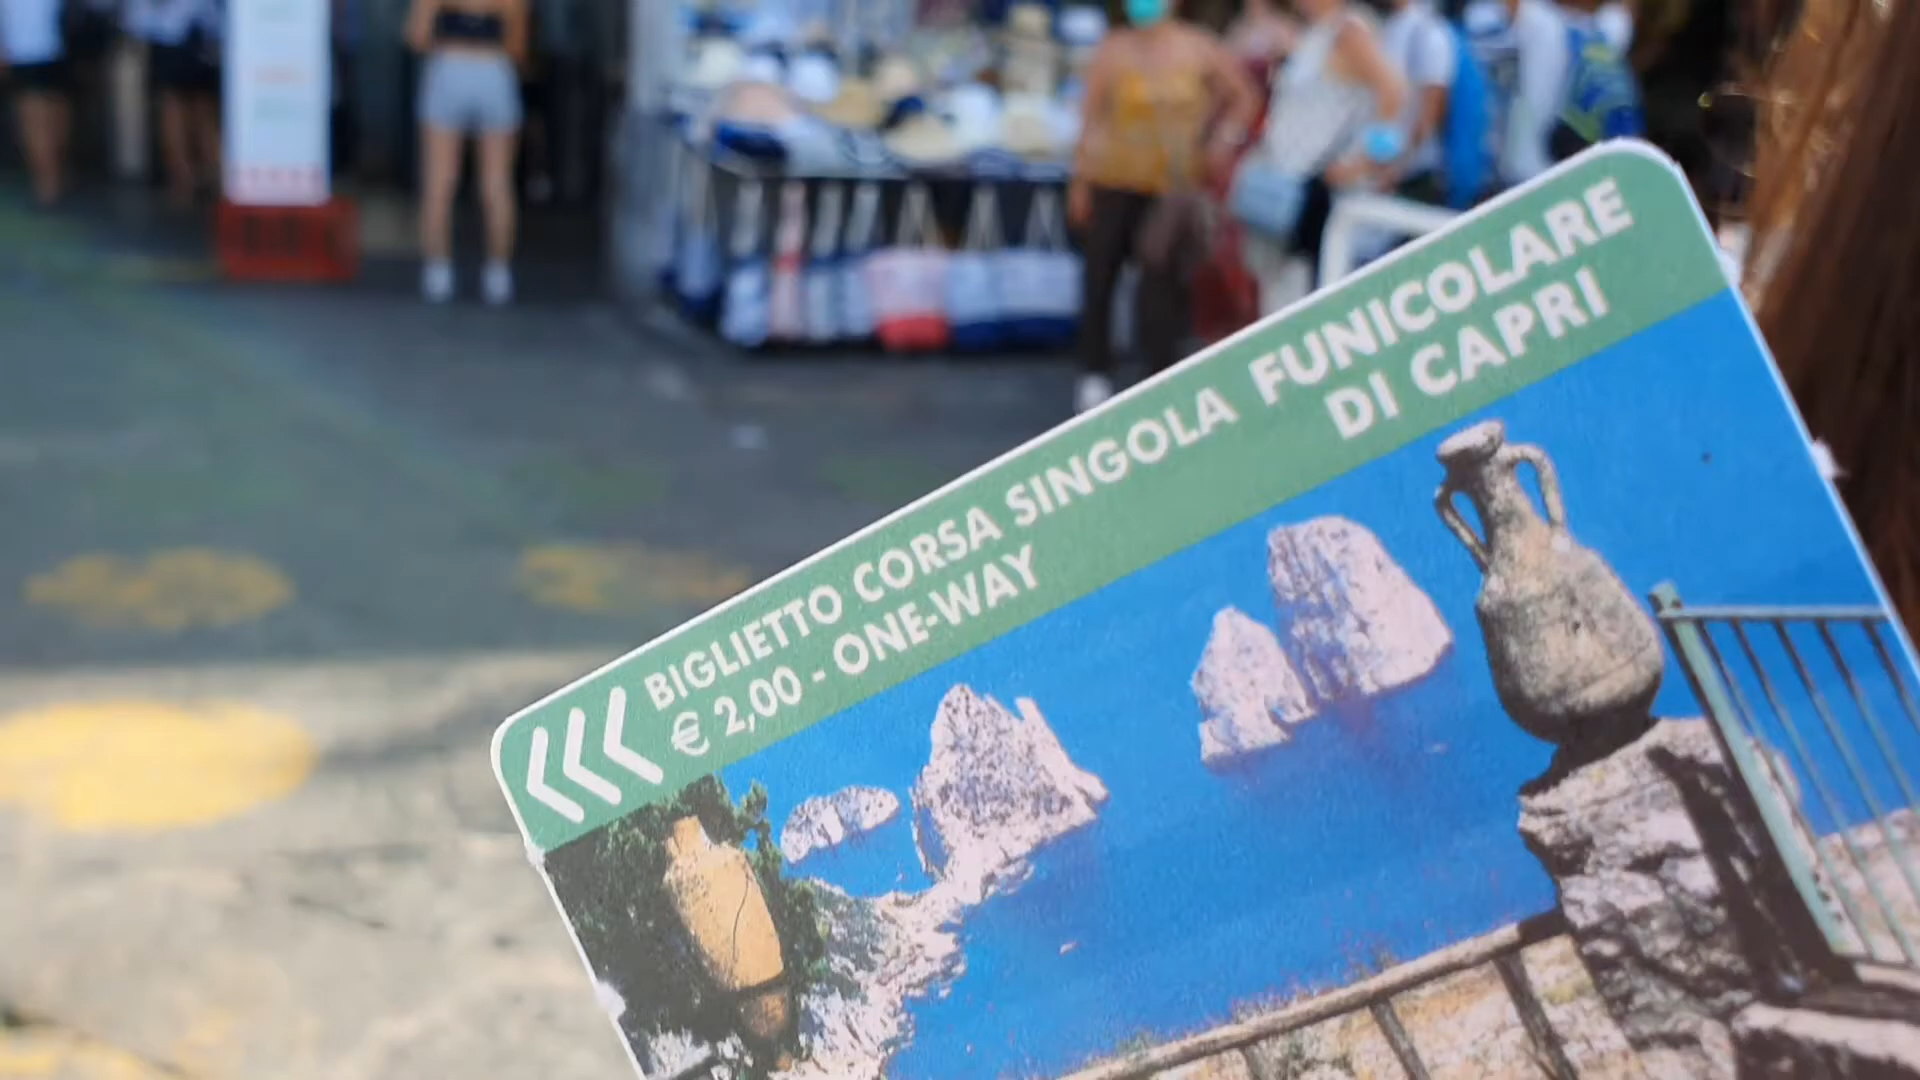 BIGLIETTO CORSA SINGOLA FUNICOLARE
DI CAPRI
€ 2,00 - ONE-WAY